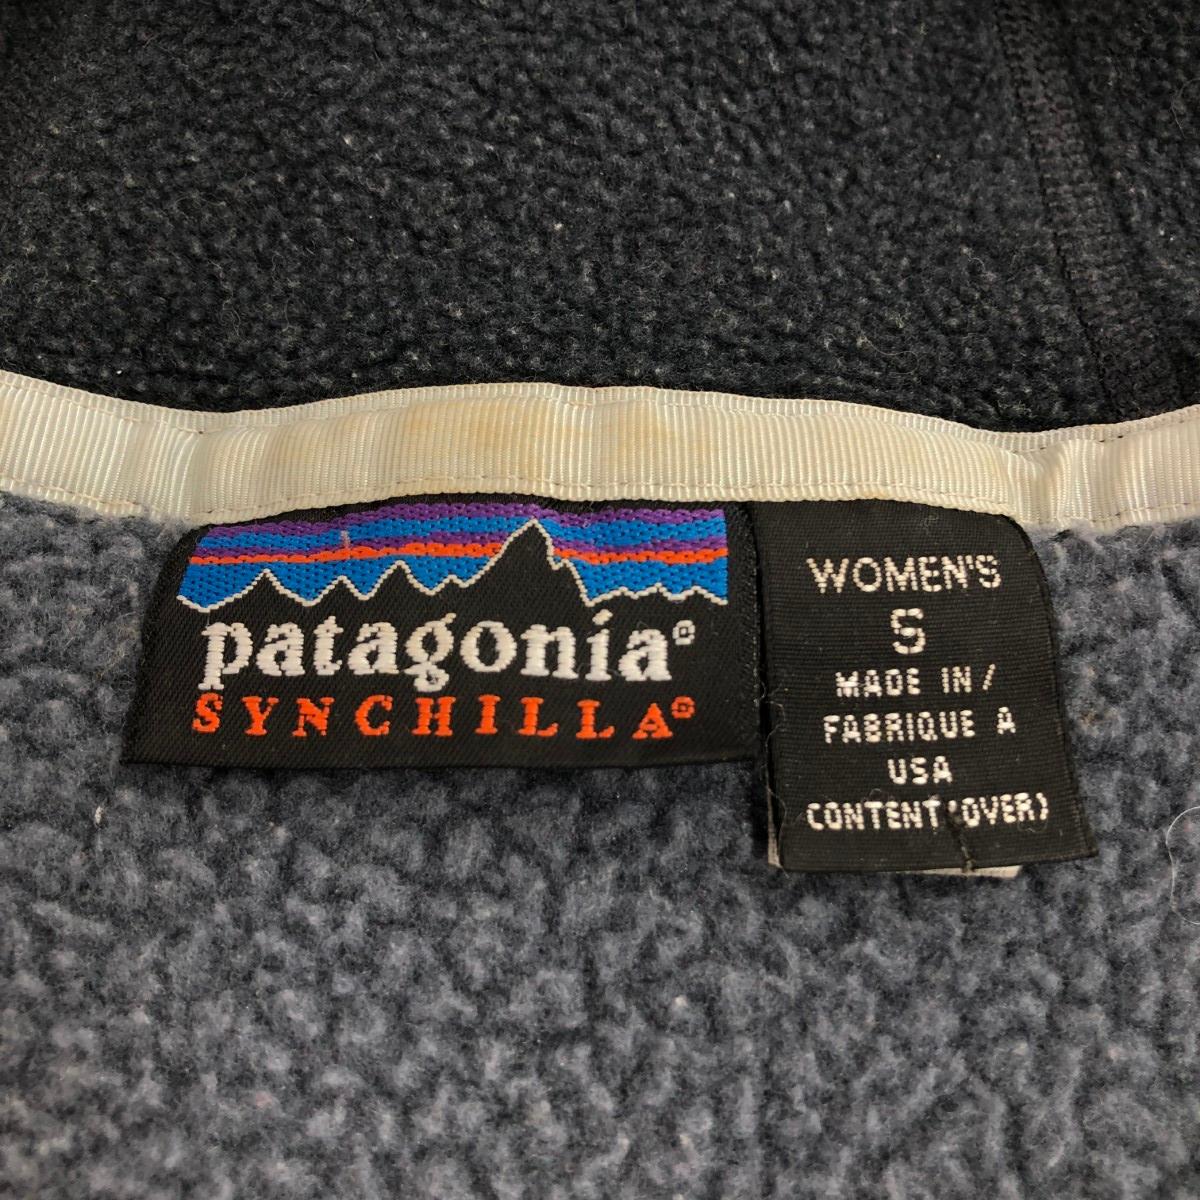 patagonia®
SYNCHILLA®
WOMEN'S
S
MADE IN /
FABRIQUE A
USA
CONTENT (OVER)